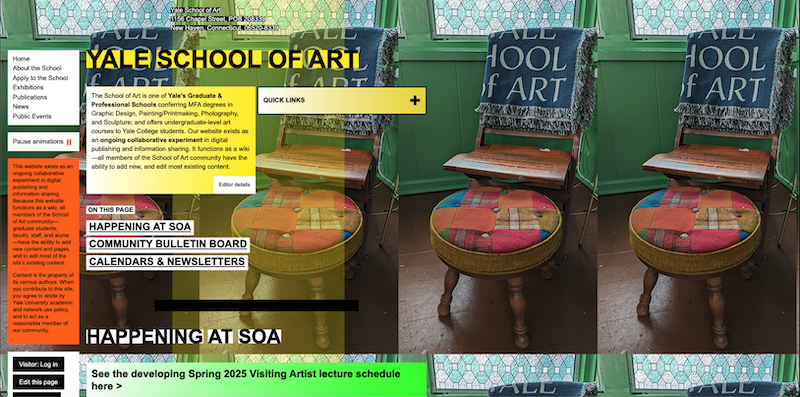 Yale School of Art
1156 Chapel Street, POB 208339
New Haven, Connecticut, 06520-8339
YALE SCHOOL OF ART
Home
About the School
Apply to the School
Exhibitions
Publications
News
Public Events
Pause animations
This website exists as an
ongoing collaborative
experiment in digital
publishing and
information sharing.
Because this website
functions as a wiki, all
members of the School
of Art community—
graduate students,
faculty, staff, and alums
—have the ability to add
new content and pages,
and to edit most of the
site's existing content.
Content is the property of
its various authors. When
you contribute to this site,
you agree to abide by
Yale University academic
and network use policy,
and to act as a
responsible member of
our community.
Visitor: Log in
Edit this page
The School of Art is one of Yale's Graduate &
Professional Schools conferring MFA degrees in
Graphic Design, Painting/Printmaking, Photography,
and Sculpture; and offers undergraduate-level art
courses to Yale College students. Our website exists as
an ongoing collaborative experiment in digital
publishing and information sharing. It functions as a wiki
—all members of the School of Art community have the
ability to add new, and edit most existing content.
Editor details
QUICK LINKS +
ON THIS PAGE
HAPPENING AT SOA
COMMUNITY BULLETIN BOARD
CALENDARS & NEWSLETTERS
HAPPENING AT SOA
See the developing Spring 2025 Visiting Artist lecture schedule
here >
YALE
HOOL
of ART
YALE
HOOL
of ART
YALE
HOOL
of ART